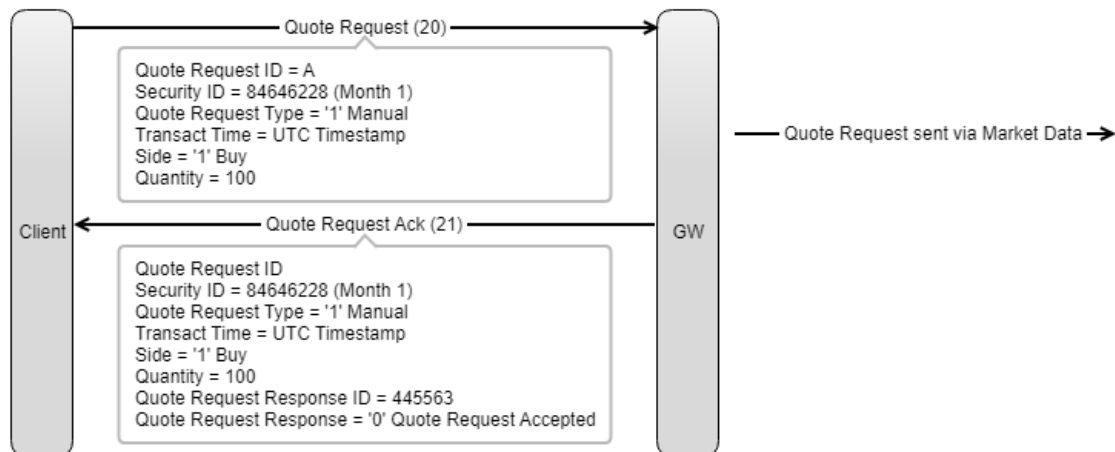 Quote Request (20)
Quote Request ID = A
Security ID = 84646228 (Month 1)
Quote Request Type = '1' Manual
Transact Time = UTC Timestamp
Side = '1' Buy
Quantity = 100
Quote Request sent via Market Data
Quote Request Ack (21)
Client
GW
Quote Request ID
Security ID = 84646228 (Month 1)
Quote Request Type = '1' Manual
Transact Time = UTC Timestamp
Side = '1' Buy
Quantity = 100
Quote Request Response ID = 445563
Quote Request Response = '0' Quote Request Accepted